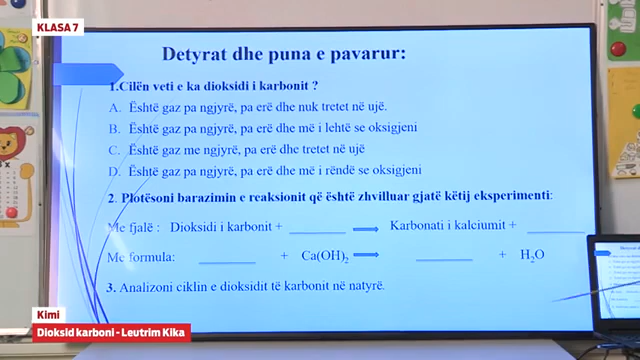 KLASA 7
Detyrat dhe puna e pavarur:
1.Cilën veti e ka dioksidi i karbonit ?
A. Është gaz pa ngjyrë, pa erë dhe nuk tretet në ujë.
B. Është gaz pa ngjyrë, pa erë dhe më i lehtë se oksigjeni
C. Është gaz me ngjyrë, pa erë dhe tretet në ujë
D. Është gaz pa ngjyrë, pa erë dhe më i rëndë se oksigjeni
2. Plotësoni barazimin e reaksionit që është zhvilluar gjatë këtij eksperimenti:
Me fjalë : Dioksidi i karbonit + ________ ⟹ Karbonati i kalciumit + ________
Me formula: ________ + Ca(OH)₂ ⟹ ________ + H₂O
3. Analizoni ciklin e dioksidit të karbonit në natyrë.
Kimi
Dioksid karboni - Leutrim Kika